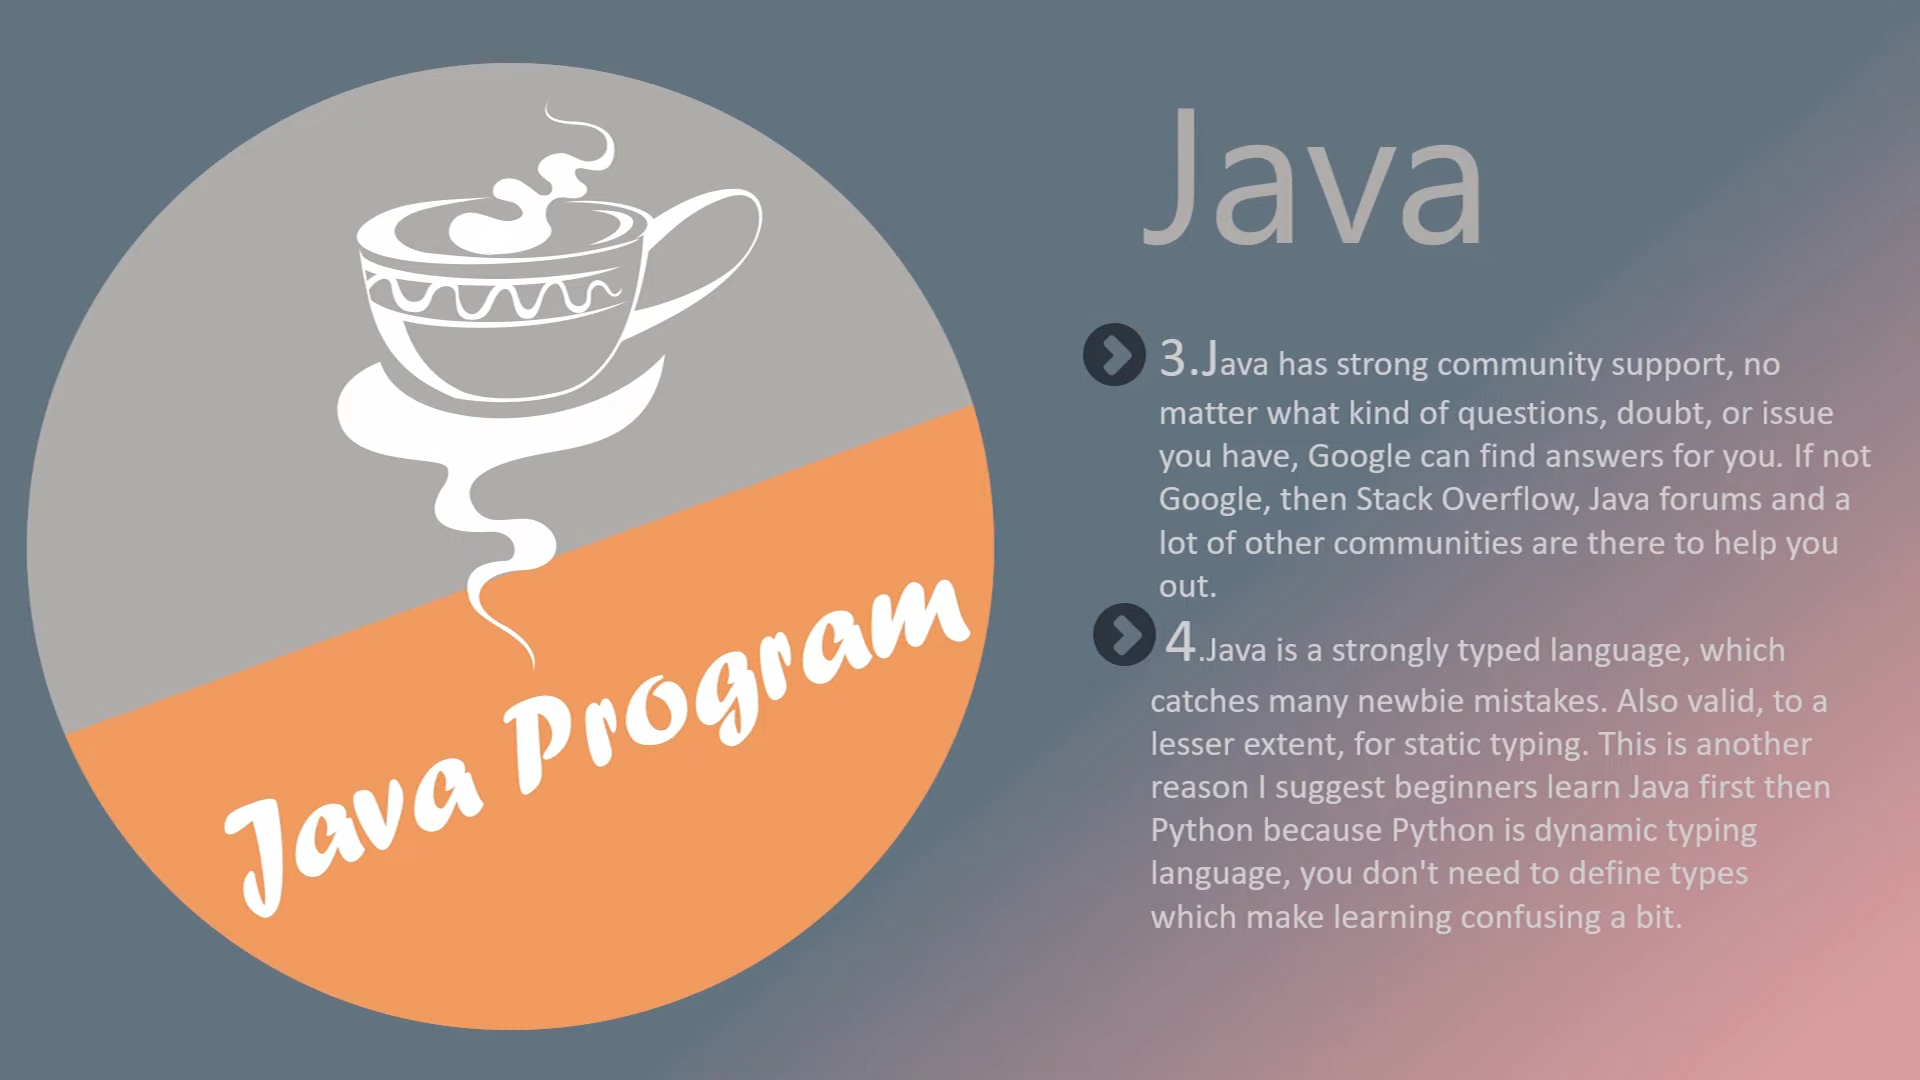 Java Program
Java
3.Java has strong community support, no
matter what kind of questions, doubt, or issue
you have, Google can find answers for you. If not
Google, then Stack Overflow, Java forums and a
lot of other communities are there to help you
out.
4.Java is a strongly typed language, which
catches many newbie mistakes. Also valid, to a
lesser extent, for static typing. This is another
reason I suggest beginners learn Java first then
Python because Python is dynamic typing
language, you don't need to define types
which make learning confusing a bit.